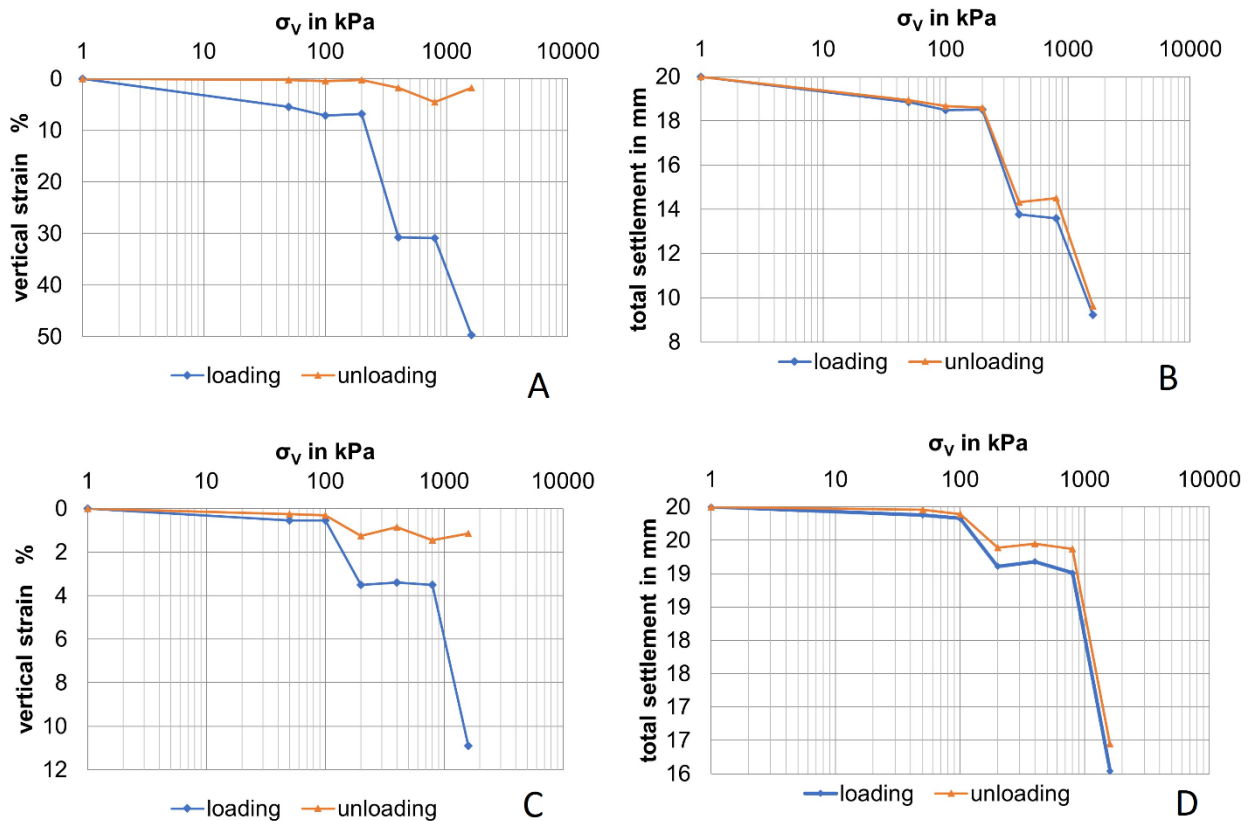 σV in kPa
1 10 100 1000 10000
vertical strain %
0
10
20
30
40
50
loading unloading
A
σV in kPa
1 10 100 1000 10000
total settlement in mm
20
18
16
14
12
10
8
loading unloading
B
σV in kPa
1 10 100 1000 10000
vertical strain %
0
2
4
6
8
10
12
loading unloading
C
σV in kPa
1 10 100 1000 10000
total settlement in mm
20
20
19
19
18
18
17
17
16
loading unloading
D